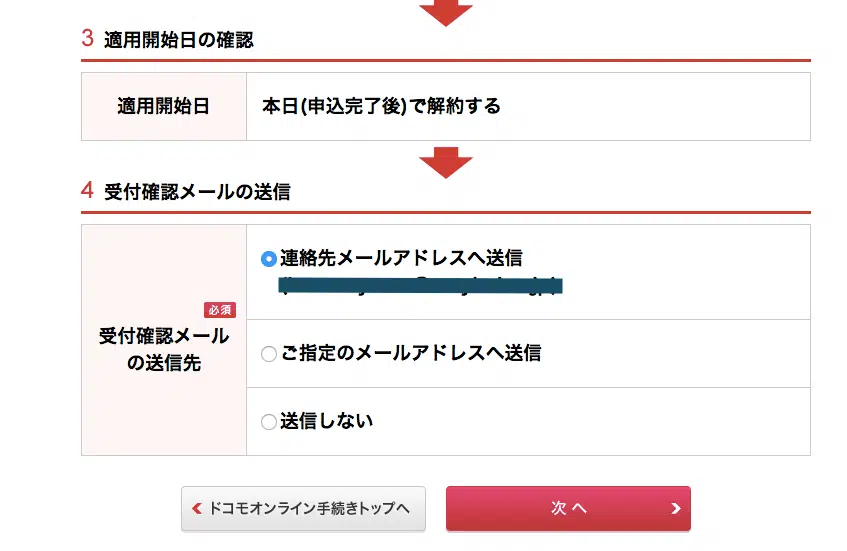 3 適用開始日の確認
適用開始日
本日(申込完了後)で解約する
4 受付確認メールの送信
必須
受付確認メール
の送信先
連絡先メールアドレスへ送信
ご指定のメールアドレスへ送信
送信しない
ドコモオンライン手続きトップへ
次へ